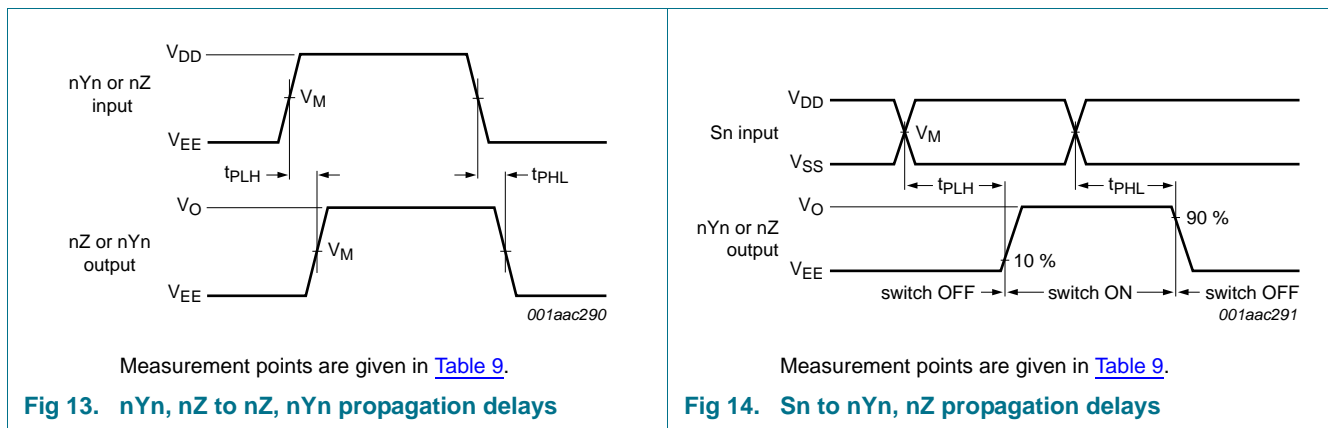 VDD
nYn or nZ
input
VM
VEE
tPLH
tPHL
VO
nZ or nYn
output
VM
VEE
001aac290
Measurement points are given in Table 9.
Fig 13. nYn, nZ to nZ, nYn propagation delays
VDD
Sn input
VM
VSS
tPLH
tPHL
VO
nYn or nZ
output
90 %
10 %
VEE
switch OFF
switch ON
switch OFF
001aac291
Measurement points are given in Table 9.
Fig 14. Sn to nYn, nZ propagation delays